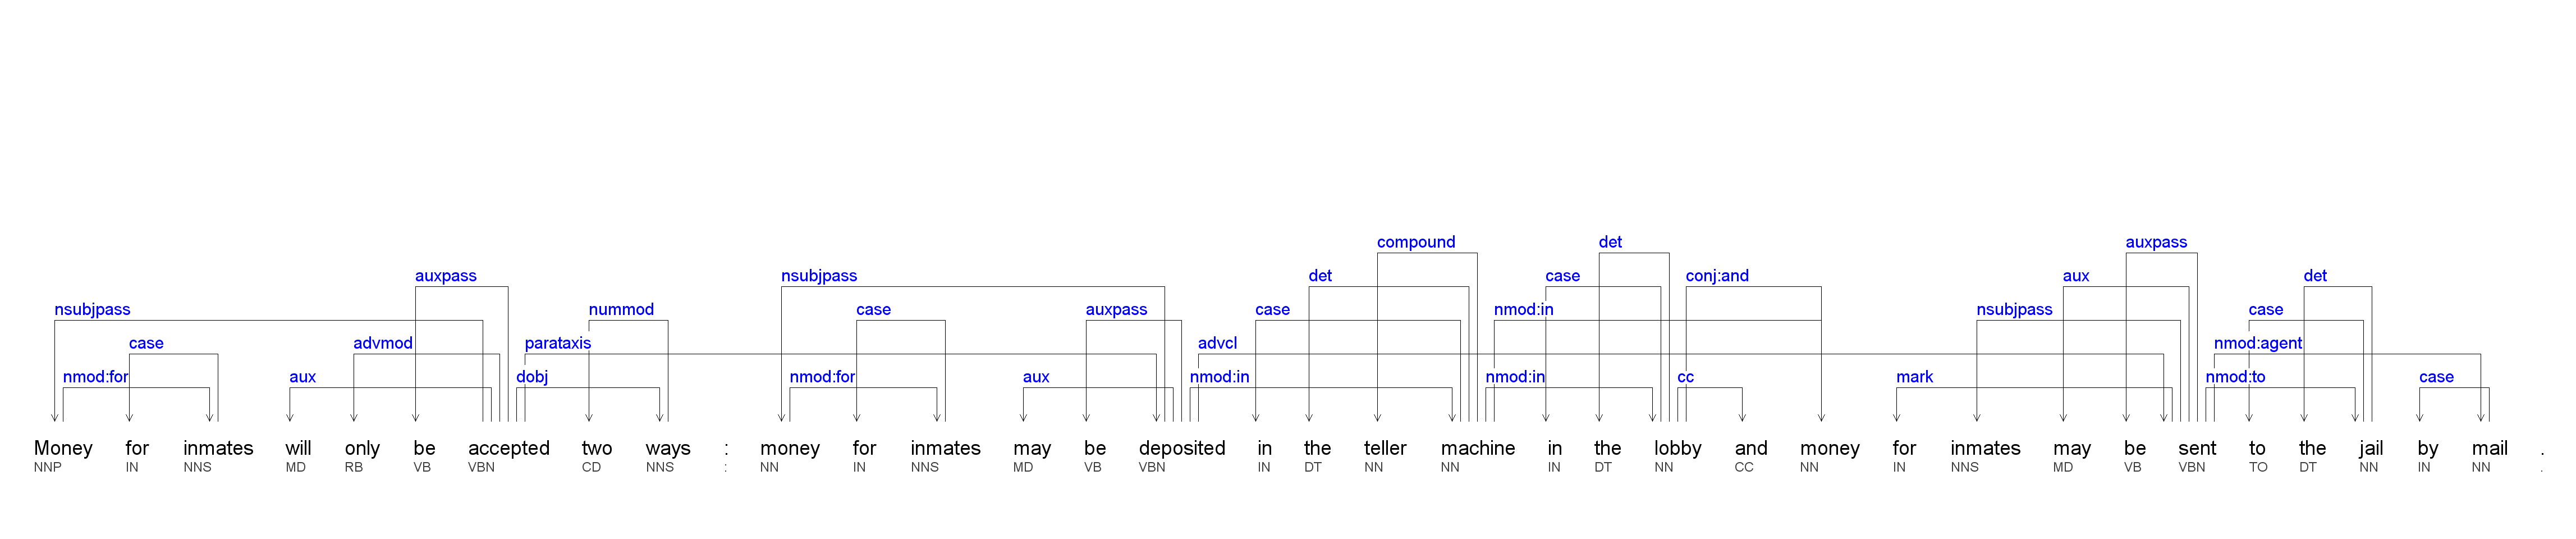 compound det auxpass
auxpass nsubjpass det case conj:and aux det
nsubjpass nummod case auxpass case nmod:in nsubjpass case
case advmod parataxis advcl nmod:agent
nmod:for aux dobj nmod:for aux nmod:in nmod:in cc mark nmod:to case
Money for inmates will only be accepted two ways : money for inmates may be deposited in the teller machine in the lobby and money for inmates may be sent to the jail by mail .
NNP IN NNS MD RB VB VBN CD NNS : NN IN NNS MD VB VBN IN DT NN NN IN DT NN CC NN IN NNS MD VB VBN TO DT NN IN NN .